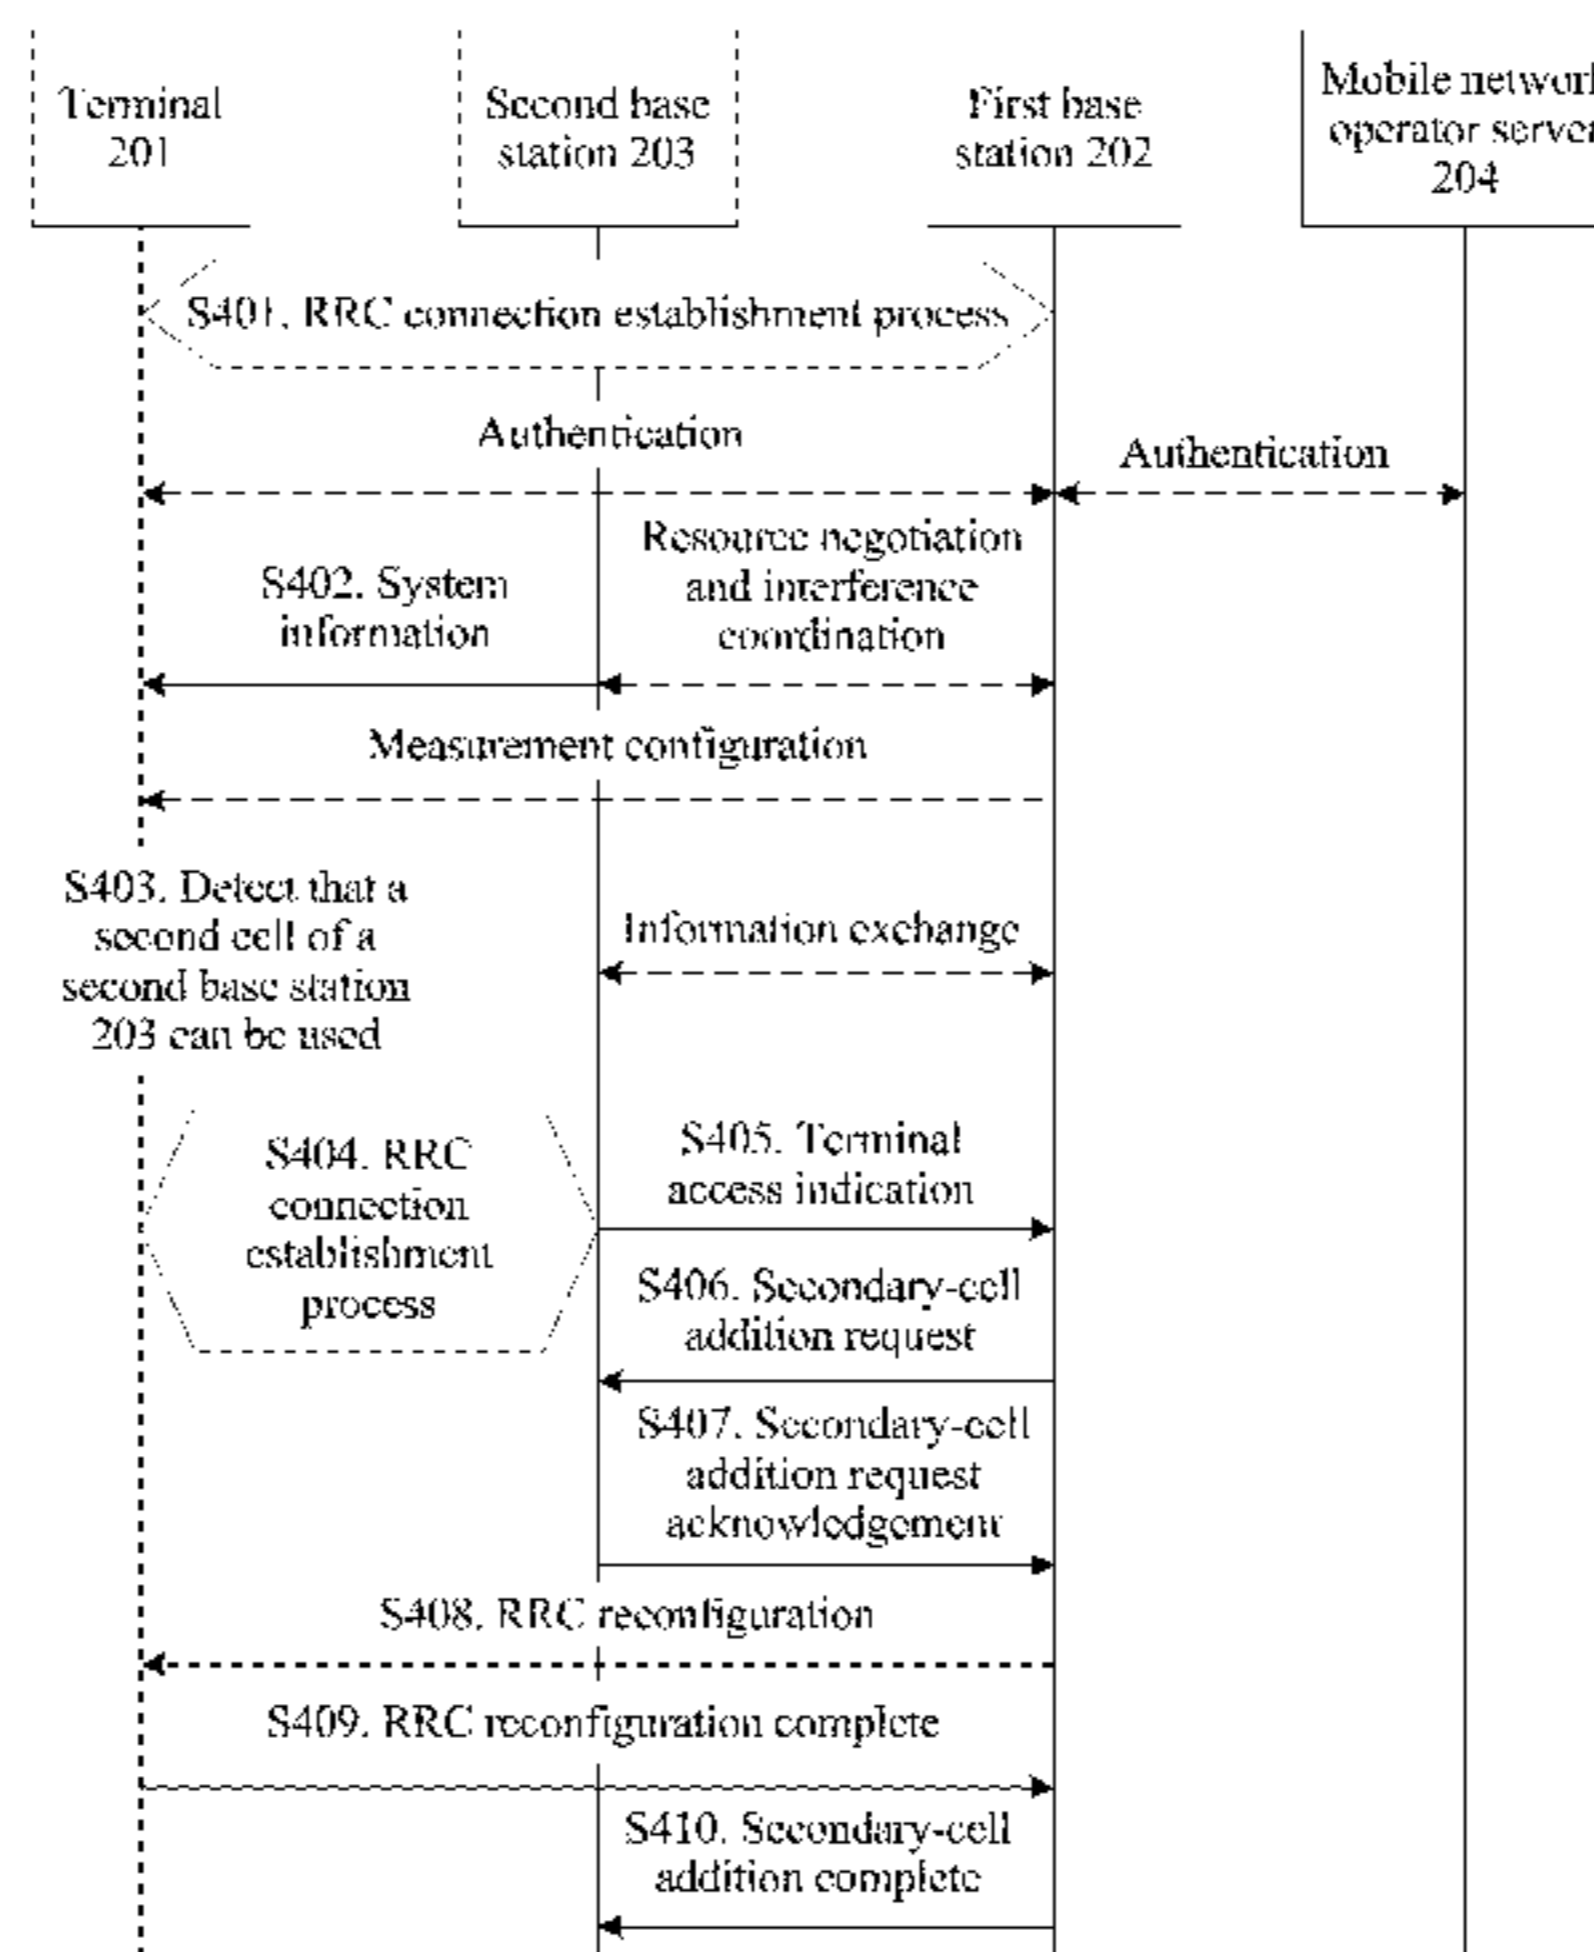 Terminal
201
Second base
station 203
First base
station 202
Mobile network
operator server
204
S401. RRC connection establishment process
Authentication
Authentication
Resource negotiation
and interference
coordination
S402. System
information
Measurement configuration
S403. Detect that a
second cell of a
second base station
203 can be used
Information exchange
S404. RRC
connection
establishment
process
S405. Terminal
access indication
S406. Secondary-cell
addition request
S407. Secondary-cell
addition request
acknowledgement
S408. RRC reconfiguration
S409. RRC reconfiguration complete
S410. Secondary-cell
addition complete